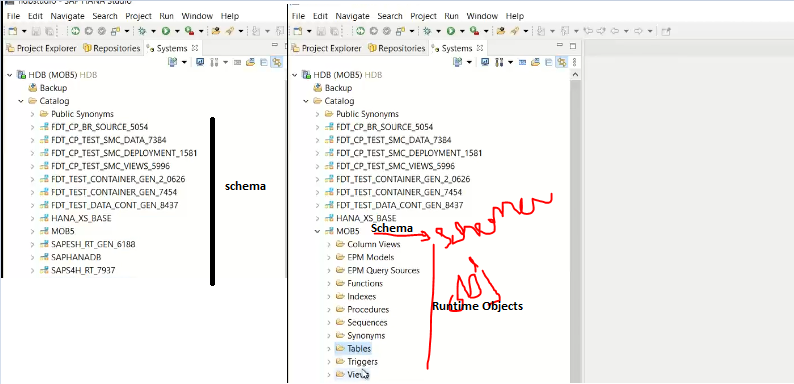 hdbstudio - SAP HANA Studio
File Edit Navigate Search Project Run Window Help
Project Explorer Repositories Systems
HDB (MOB5) HDB
Backup
Catalog
Public Synonyms
FDT_CP_BR_SOURCE_5054
FDT_CP_TEST_SMC_DATA_7384
FDT_CP_TEST_SMC_DEPLOYMENT_1581
FDT_CP_TEST_SMC_VIEWS_5996
FDT_TEST_CONTAINER_GEN_2_0626
FDT_TEST_CONTAINER_GEN_7454
FDT_TEST_DATA_CONT_GEN_8437
HANA_XS_BASE
MOB5
SAPESH_RT_GEN_6188
SAPHANADB
SAPS4H_RT_7937
schema
File Edit Navigate Search Project Run Window Help
Project Explorer Repositories Systems
HDB (MOB5) HDB
Backup
Catalog
Public Synonyms
FDT_CP_BR_SOURCE_5054
FDT_CP_TEST_SMC_DATA_7384
FDT_CP_TEST_SMC_DEPLOYMENT_1581
FDT_CP_TEST_SMC_VIEWS_5996
FDT_TEST_CONTAINER_GEN_2_0626
FDT_TEST_CONTAINER_GEN_7454
FDT_TEST_DATA_CONT_GEN_8437
HANA_XS_BASE
MOB5 Schema
Column Views
EPM Models
EPM Query Sources
Functions
Indexes
Procedures
Sequences
Synonyms
Tables
Triggers
Views
Runtime Objects